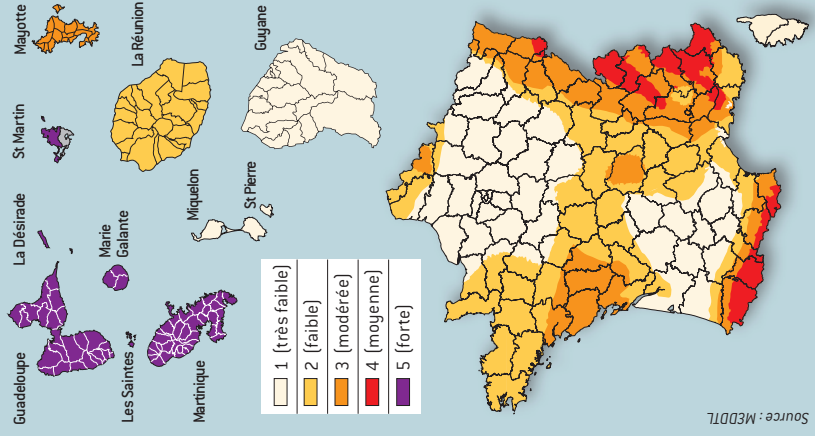 Guadeloupe
La Désirade
St Martin
Mayotte
Les Saintes
Marie
Galante
La Réunion
Martinique
Miquelon
St Pierre
Guyane
1 (très faible)
2 (faible)
3 (modérée)
4 (moyenne)
5 (forte)
Source : MEDDTL